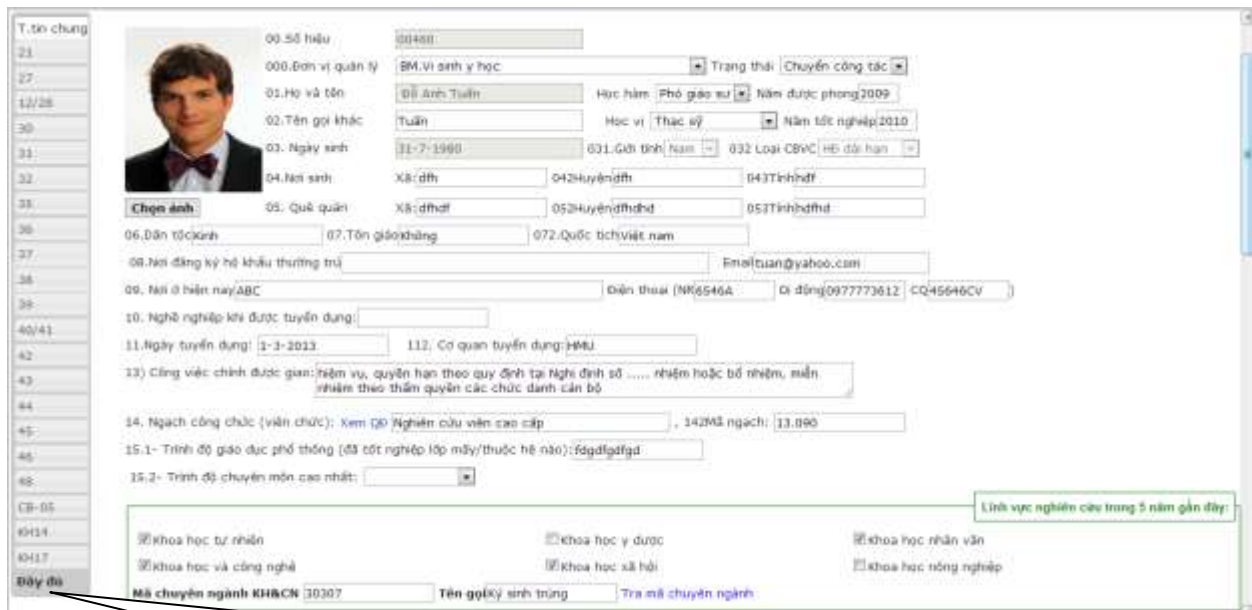 T.tin chung
21
27
12/28
30
31
32
35
36
37
38
39
40/41
42
43
44
45
46
48
CB-05
KH14
KH17
Đầy đủ
Chọn ảnh
00.Số hiệu 00460
000.Đơn vị quản lý BM.Vi sinh y học Trạng thái Chuyển công tác
01.Họ và tên Đỗ Anh Tuấn Học hàm Phó giáo sư Năm được phong 2009
02.Tên gọi khác Tuấn Học vị Thạc sỹ Năm tốt nghiệp 2010
03. Ngày sinh 31-7-1980 031.Giới tính Nam 032 Loại CBVC HĐ dài hạn
04.Nơi sinh Xã: dfh 042Huyện dfh 043Tỉnh hdf
05. Quê quán Xã: dfhdf 052Huyện dfhdhd 053Tỉnh hdfhd
06.Dân tộc Kinh 07.Tôn giáo Không 072.Quốc tịch Việt nam
08.Nơi đăng ký hộ khẩu thường trú Email tuan@yahoo.com
09. Nơi ở hiện nay ABC Điện thoại (NR 6546A Di động 0977773612 CQ 45646CV )
10. Nghề nghiệp khi được tuyển dụng:
11.Ngày tuyển dụng: 1-3-2013 112. Cơ quan tuyển dụng: HMU
13) Công việc chính được giao: hiệm vụ, quyền hạn theo quy định tại Nghị định số ..... nhiệm hoặc bổ nhiệm, miễn
nhiệm theo thẩm quyền các chức danh cán bộ
14. Ngạch công chức (viên chức): Xem QĐ Nghiên cứu viên cao cấp , 142Mã ngạch: 13.090
15.1- Trình độ giáo dục phổ thông (đã tốt nghiệp lớp mấy/thuộc hệ nào): fdgdfgdfgd
15.2- Trình độ chuyên môn cao nhất:
Lĩnh vực nghiên cứu trong 5 năm gần đây:
Khoa học tự nhiên Khoa học y dược Khoa học nhân văn
Khoa học và công nghệ Khoa học xã hội Khoa học nông nghiệp
Mã chuyên ngành KH&CN 30307 Tên gọi Ký sinh trùng Tra mã chuyên ngành